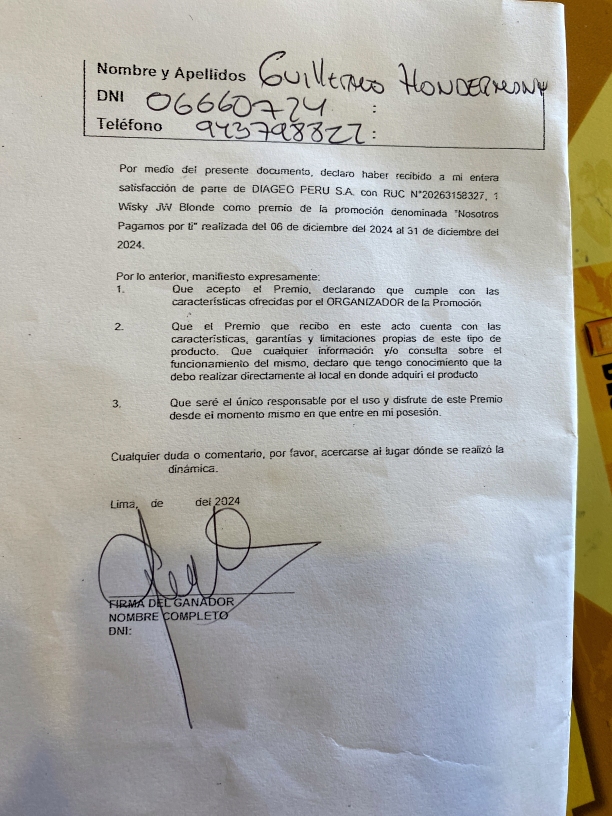 Nombre y Apellidos Guillermo Hondermann
DNI 06660724 :
Teléfono 943798822:
Por medio del presente documento, declaro haber recibido a mi entera
satisfacción de parte de DIAGEO PERU S.A. con RUC N°20263158327, 1
Wisky JW Blonde como premio de la promoción denominada "Nosotros
Pagamos por ti" realizada del 06 de diciembre del 2024 al 31 de diciembre del
2024.
Por lo anterior, manifiesto expresamente:
1. Que acepto el Premio, declarando que cumple con las
características ofrecidas por el ORGANIZADOR de la Promoción
2. Que el Premio que recibo en este acto cuenta con las
características, garantías y limitaciones propias de este tipo de
producto. Que cualquier información y/o consulta sobre el
funcionamiento del mismo, declaro que tengo conocimiento que la
debo realizar directamente al local en donde adquirí el producto
3. Que seré el único responsable por el uso y disfrute de este Premio
desde el momento mismo en que entre en mi posesión.
Cualquier duda o comentario, por favor, acercarse al lugar dónde se realizó la
dinámica.
Lima, de del 2024
FIRMA DEL GANADOR
NOMBRE COMPLETO
DNI: